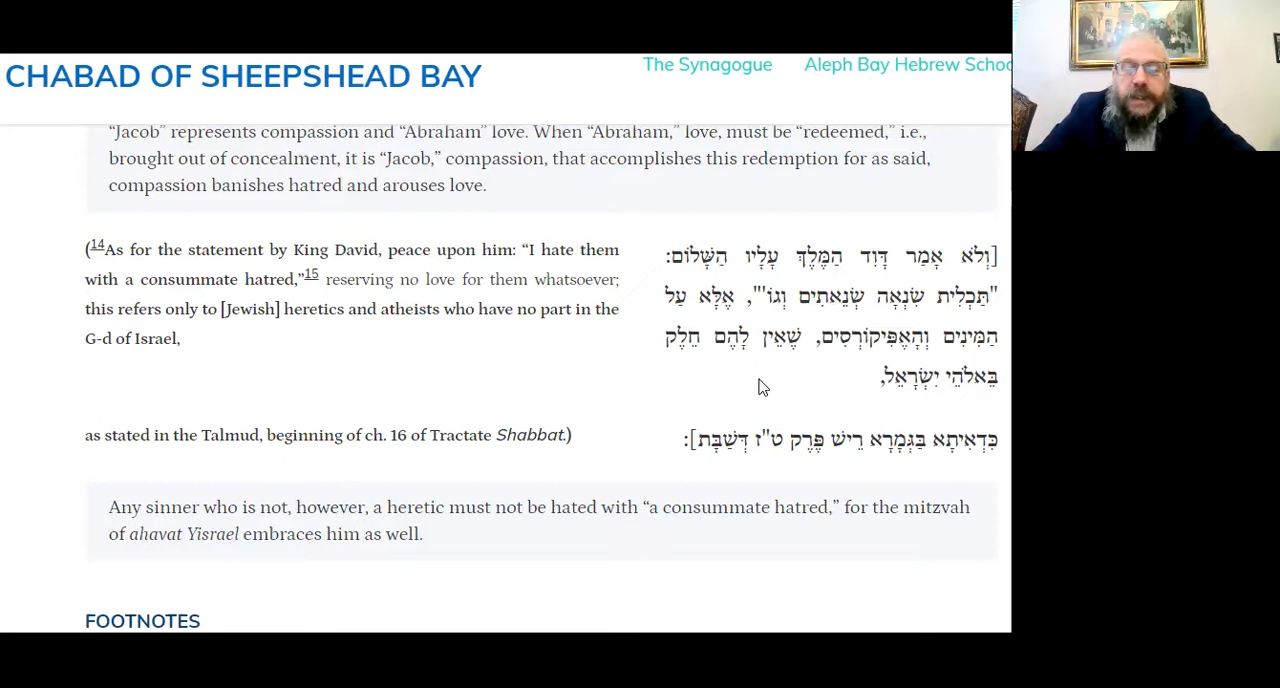 CHABAD OF SHEEPSHEAD BAY
The Synagogue Aleph Bay Hebrew Schoo
“Jacob” represents compassion and “Abraham” love. When “Abraham,” love, must be “redeemed,” i.e.,
brought out of concealment, it is “Jacob,” compassion, that accomplishes this redemption for as said,
compassion banishes hatred and arouses love.
(14As for the statement by King David, peace upon him: “I hate them
with a consummate hatred,”15 reserving no love for them whatsoever;
this refers only to [Jewish] heretics and atheists who have no part in the
G-d of Israel,
[וְלֹא אָמַר דָּוִד הַמֶּלֶךְ עָלָיו הַשָּׁלוֹם:
"תַּכְלִית שִׂנְאָה שְׂנֵאתִים וְגוֹ'", אֶלָּא עַל
הַמִּינִים וְהָאֶפִּיקוֹרְסִים, שֶׁאֵין לָהֶם חֵלֶק
בֵּאלֹהֵי יִשְׂרָאֵל,
as stated in the Talmud, beginning of ch. 16 of Tractate Shabbat.)
כִּדְאִיתָא בַּגְּמָרָא רֵישׁ פֶּרֶק ט"ז דְּשַׁבָּת]:
Any sinner who is not, however, a heretic must not be hated with “a consummate hatred,” for the mitzvah
of ahavat Yisrael embraces him as well.
FOOTNOTES